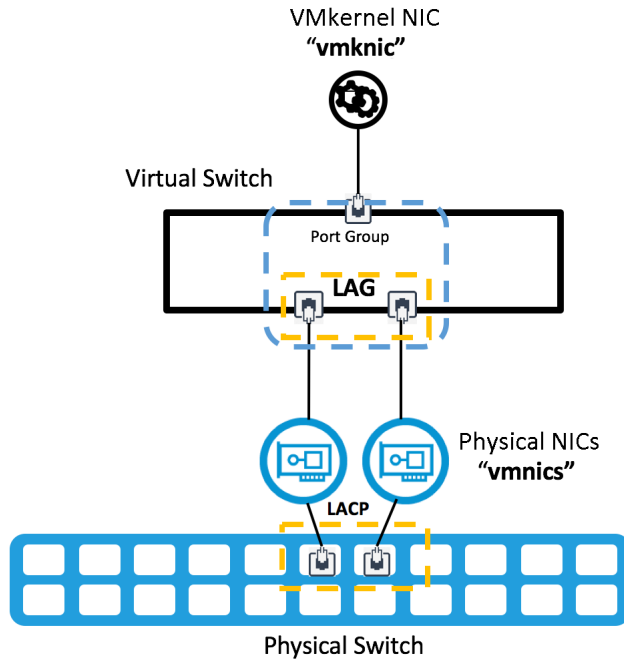 VMkernel NIC
“vmknic”
Virtual Switch
Port Group
LAG
Physical NICs
“vmnics”
LACP
Physical Switch